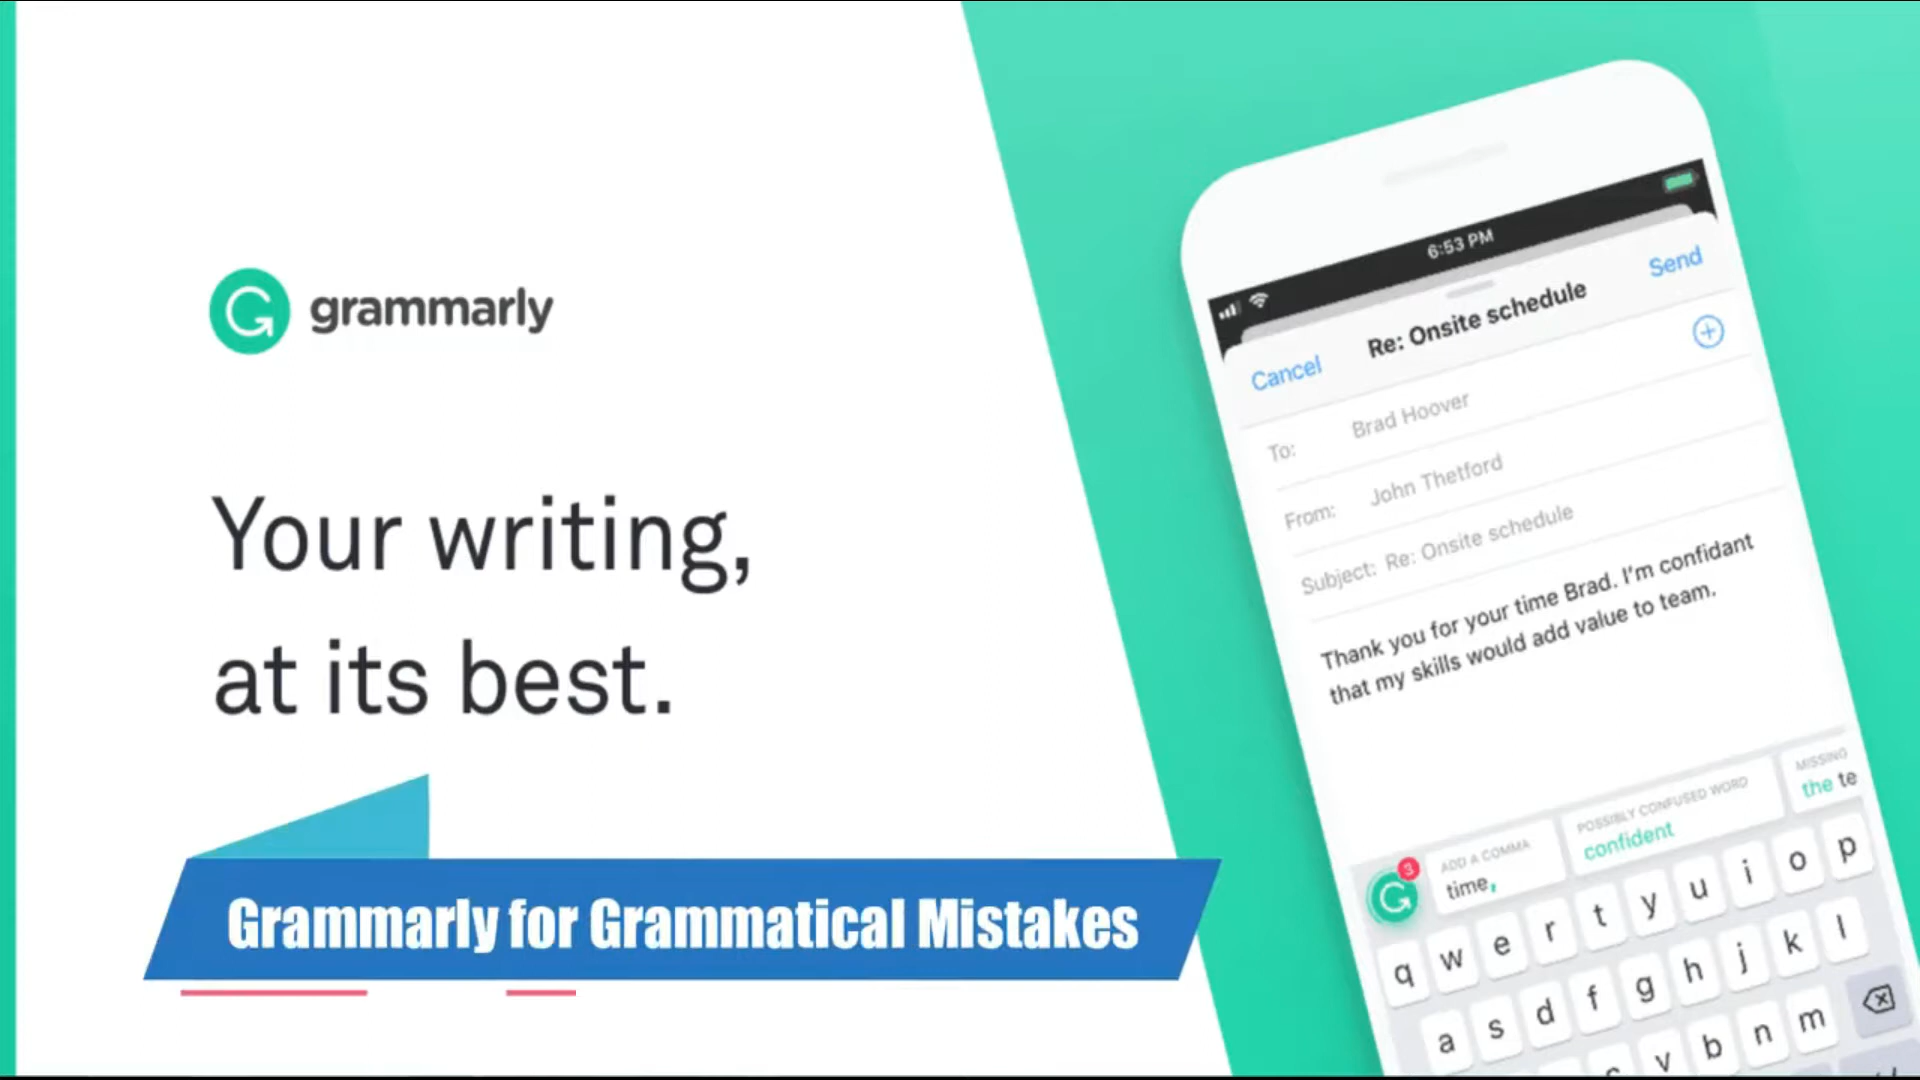 grammarly
Your writing,
at its best.
Grammarly for Grammatical Mistakes
6:53 PM
Cancel
Re: Onsite schedule
Send
To: Brad Hoover
From: John Thetford
Subject: Re: Onsite schedule
Thank you for your time Brad. I'm confidant
that my skills would add value to team.
3
ADD A COMMA
time,
POSSIBLY CONFUSED WORD
confident
MISSING
the te
q w e r t y u i o p
a s d f g h j k l
c v b n m